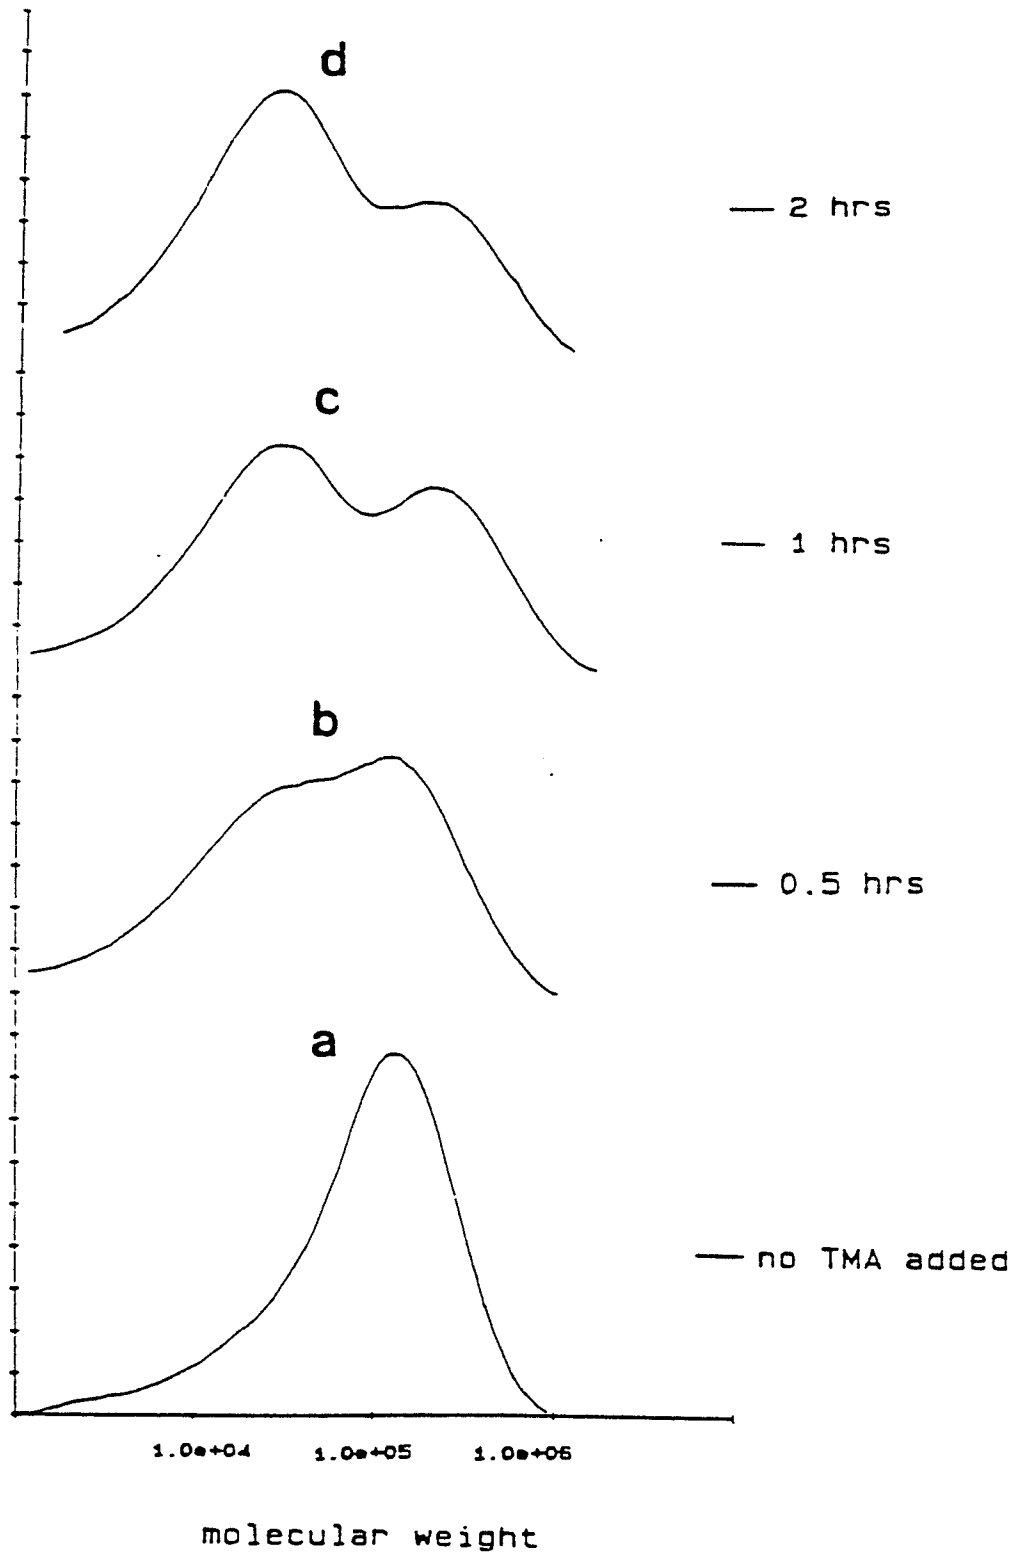 d
— 2 hrs
c
— 1 hrs
b
— 0.5 hrs
a
— no TMA added
1.0e+04 1.0e+05 1.0e+06
molecular weight